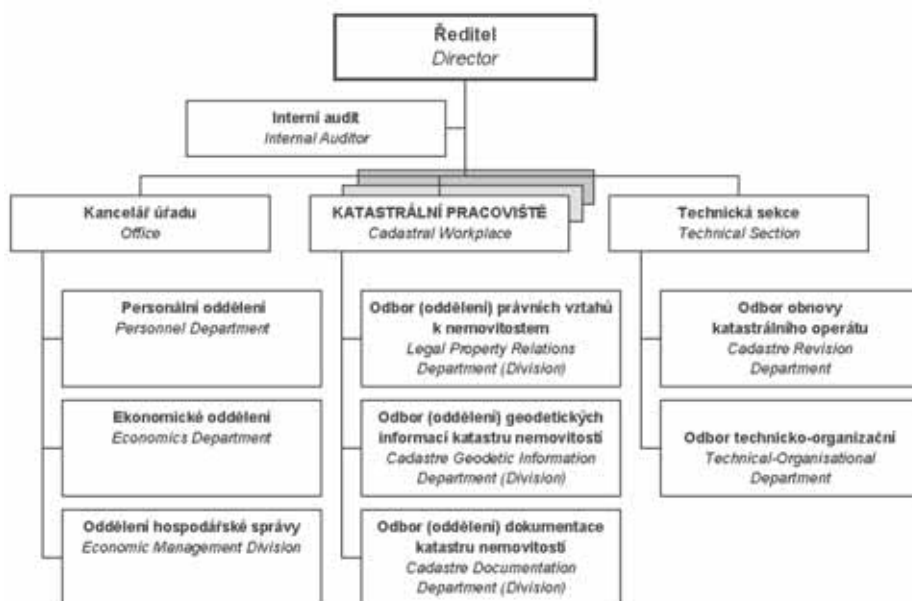 Ředitel
Director
Interní audit
Internal Auditor
Kancelář úřadu
Office
KATASTRÁLNÍ PRACOVIŠTĚ
Cadastral Workplace
Technická sekce
Technical Section
Personální oddělení
Personnel Department
Ekonomické oddělení
Economics Department
Oddělení hospodářské správy
Economic Management Division
Odbor (oddělení) právních vztahů
k nemovitostem
Legal Property Relations
Department (Division)
Odbor (oddělení) geodetických
informací katastru nemovitostí
Cadastre Geodetic Information
Department (Division)
Odbor (oddělení) dokumentace
katastru nemovitostí
Cadastre Documentation
Department (Division)
Odbor obnovy
katastrálního operátu
Cadastre Revision
Department
Odbor technicko-organizační
Technical-Organisational
Department